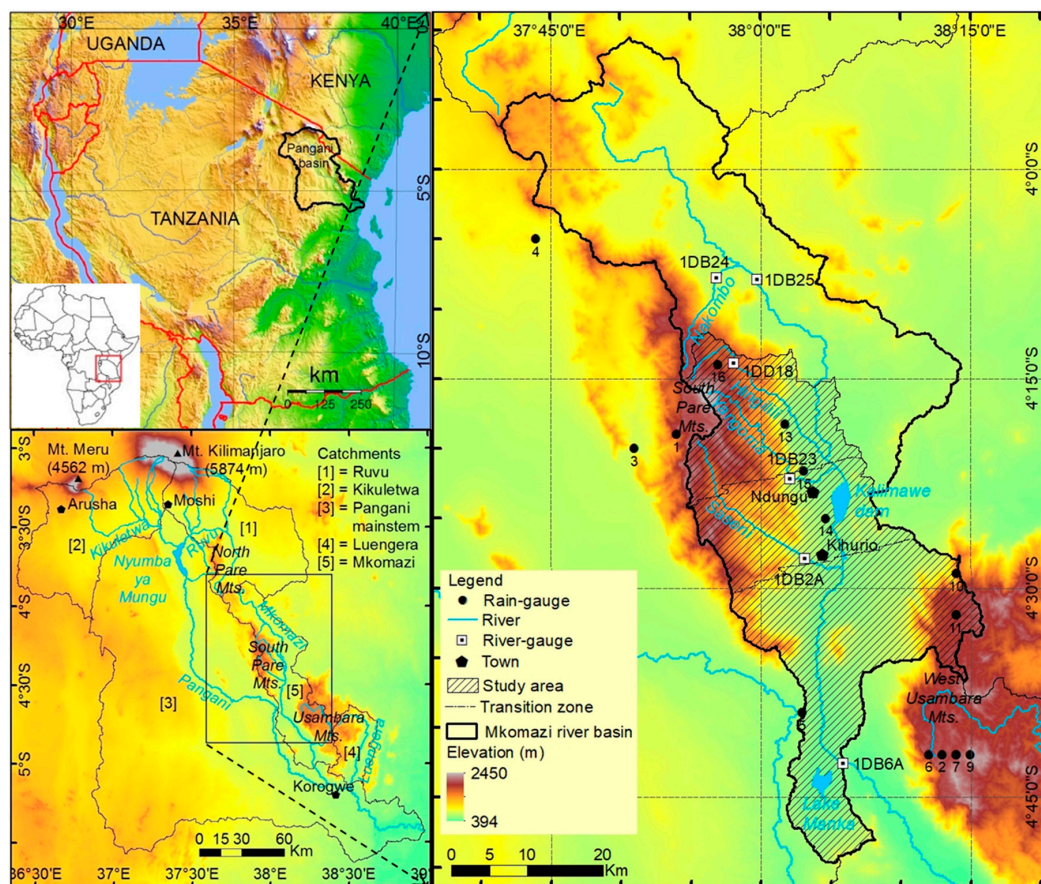 30°E
35°E
40°E
UGANDA
KENYA
Pangani
basin
5°S
TANZANIA
10°S
km
0 125 250
3°S
Mt. Meru
(4562 m)
Mt. Kilimanjaro
(5874 m)
Arusha
Moshi
Catchments
[1] = Ruvu
[2] = Kikuletwa
[3] = Pangani
mainstem
[4] = Luengera
[5] = Mkomazi
3°30'S
[2]
Kikuletwa
Ruvu
[1]
Nyumba
ya
Mungu
North
Pare
Mts.
4°S
Mkomazi
South
Pare
Mts.
4°30'S
[3]
Pangani
[5]
Usambara
Mts.
[4]
Luengera
5°S
Korogwe
0 15 30 60
Km
36°30'E
37°E
37°30'E
38°E
38°30'E
37°45'0"E
38°0'0"E
38°15'0"E
4°0'0"S
4
1DB24
1DB25
Nakombo
16
1DD18
4°15'0"S
South
Pare
Mts.
13
1
3
1DB23
15
Ndungu
Kalimawe
dam
14
Saseni
Kihurio
1DB2A
10
4°30'0"S
11
West
Usambara
Mts.
5
6 2 7 9
1DB6A
Lake
Manka
4°45'0"S
Legend
Rain-gauge
River
River-gauge
Town
Study area
Transition zone
Mkomazi river basin
Elevation (m)
2450
394
0 5 10 20
Km